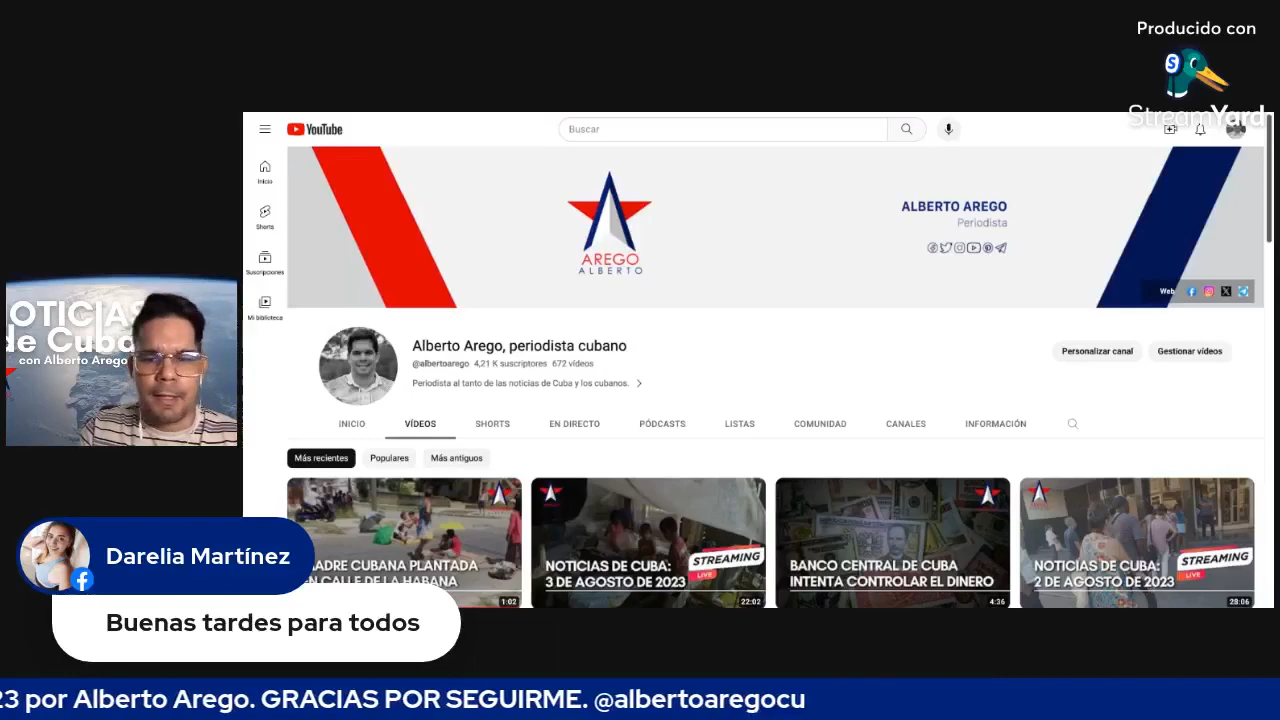 Producido con
StreamYard
YouTube
Buscar
Inicio
Shorts
Suscripciones
Mi biblioteca
ALBERTO AREGO
Periodista
AREGO
ALBERTO
Web
Alberto Arego, periodista cubano
@albertoarego 4,21 K suscriptores 672 vídeos
Periodista al tanto de las noticias de Cuba y los cubanos.
Personalizar canal
Gestionar vídeos
INICIO
VÍDEOS
SHORTS
EN DIRECTO
PÓDCASTS
LISTAS
COMUNIDAD
CANALES
INFORMACIÓN
Más recientes
Populares
Más antiguos
OTICIAS
de Cuba
con Alberto Arego
MADRE CUBANA PLANTADA
EN CALLE DE LA HABANA
1:02
NOTICIAS DE CUBA:
3 DE AGOSTO DE 2023
STREAMING
LIVE
22:02
BANCO CENTRAL DE CUBA
INTENTA CONTROLAR EL DINERO
4:36
NOTICIAS DE CUBA:
2 DE AGOSTO DE 2023
STREAMING
LIVE
28:06
Darelia Martínez
Buenas tardes para todos
23 por Alberto Arego. GRACIAS POR SEGUIRME. @albertoaregocu